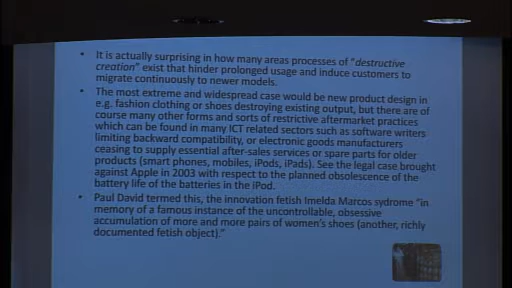 • It is actually surprising in how many areas processes of "destructive
creation" exist that hinder prolonged usage and induce customers to
migrate continuously to newer models.
• The most extreme and widespread case would be new product design in
e.g. fashion clothing or shoes destroying existing output, but there are of
course many other forms and sorts of restrictive aftermarket practices
which can be found in many ICT related sectors such as software writers
limiting backward compatibility, or electronic goods manufacturers
ceasing to supply essential after-sales services or spare parts for older
products (smart phones, mobiles, iPods, iPads). See the legal case brought
against Apple in 2003 with respect to the planned obsolescence of the
battery life of the batteries in the iPod.
• Paul David termed this, the innovation fetish Imelda Marcos sydrome "in
memory of a famous instance of the uncontrollable, obsessive
accumulation of more and more pairs of women's shoes (another, richly
documented fetish object)."